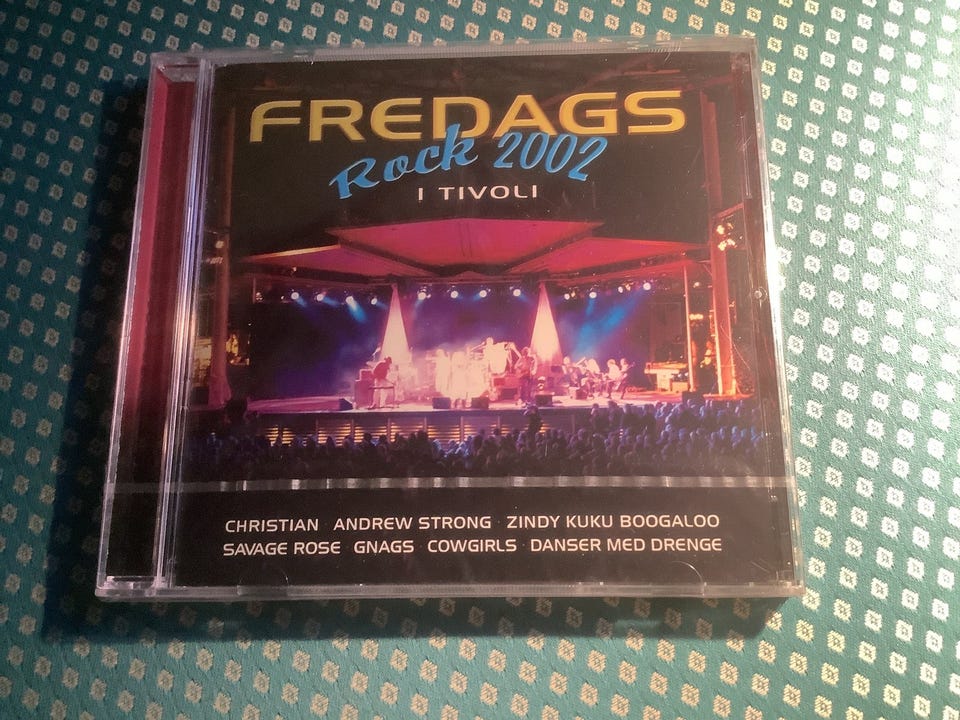 FREDAGS
Rock 2002
I TIVOLI
CHRISTIAN · ANDREW STRONG · ZINDY KUKU BOOGALOO
SAVAGE ROSE · GNAGS · COWGIRLS · DANSER MED DRENGE